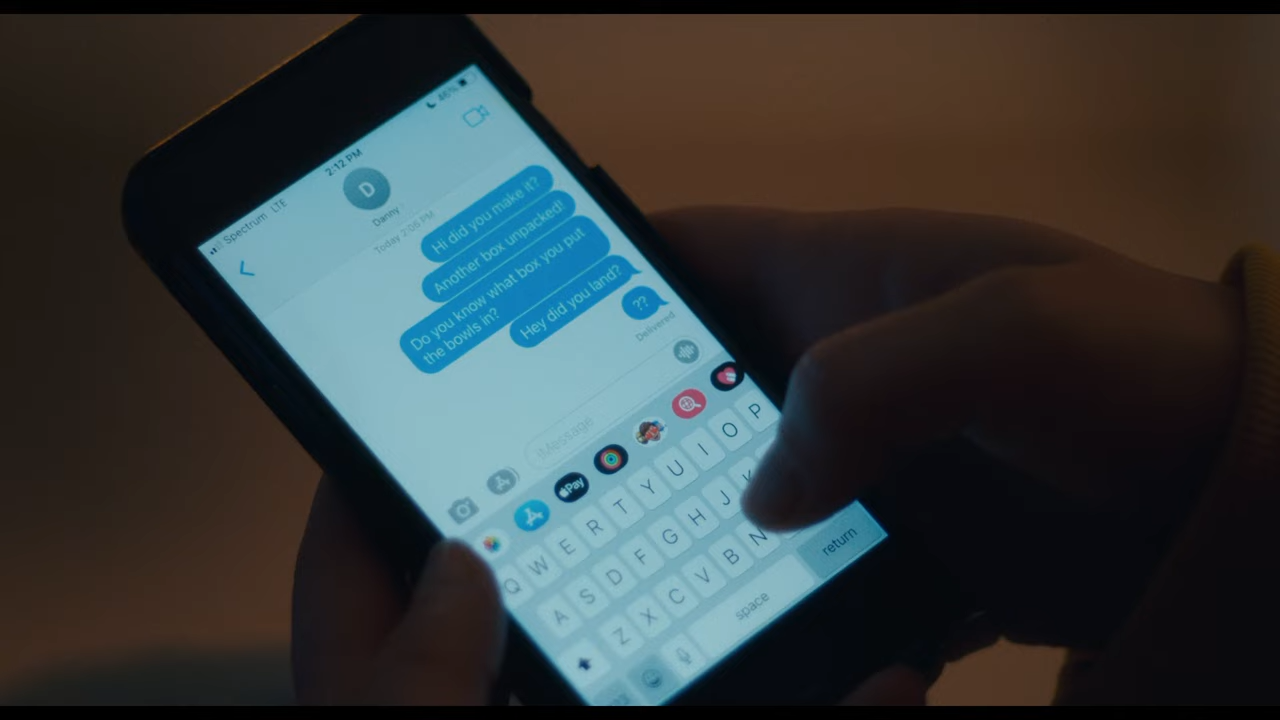 Spectrum LTE
2:12 PM
46%
D
Danny
Today 2:06 PM
Hi did you make it?
Another box unpacked!
Do you know what box you put
the bowls in?
Hey did you land?
??
Delivered
iMessage
Pay
Q W E R T Y U I O P
A S D F G H J K
Z X C V B N
space
return